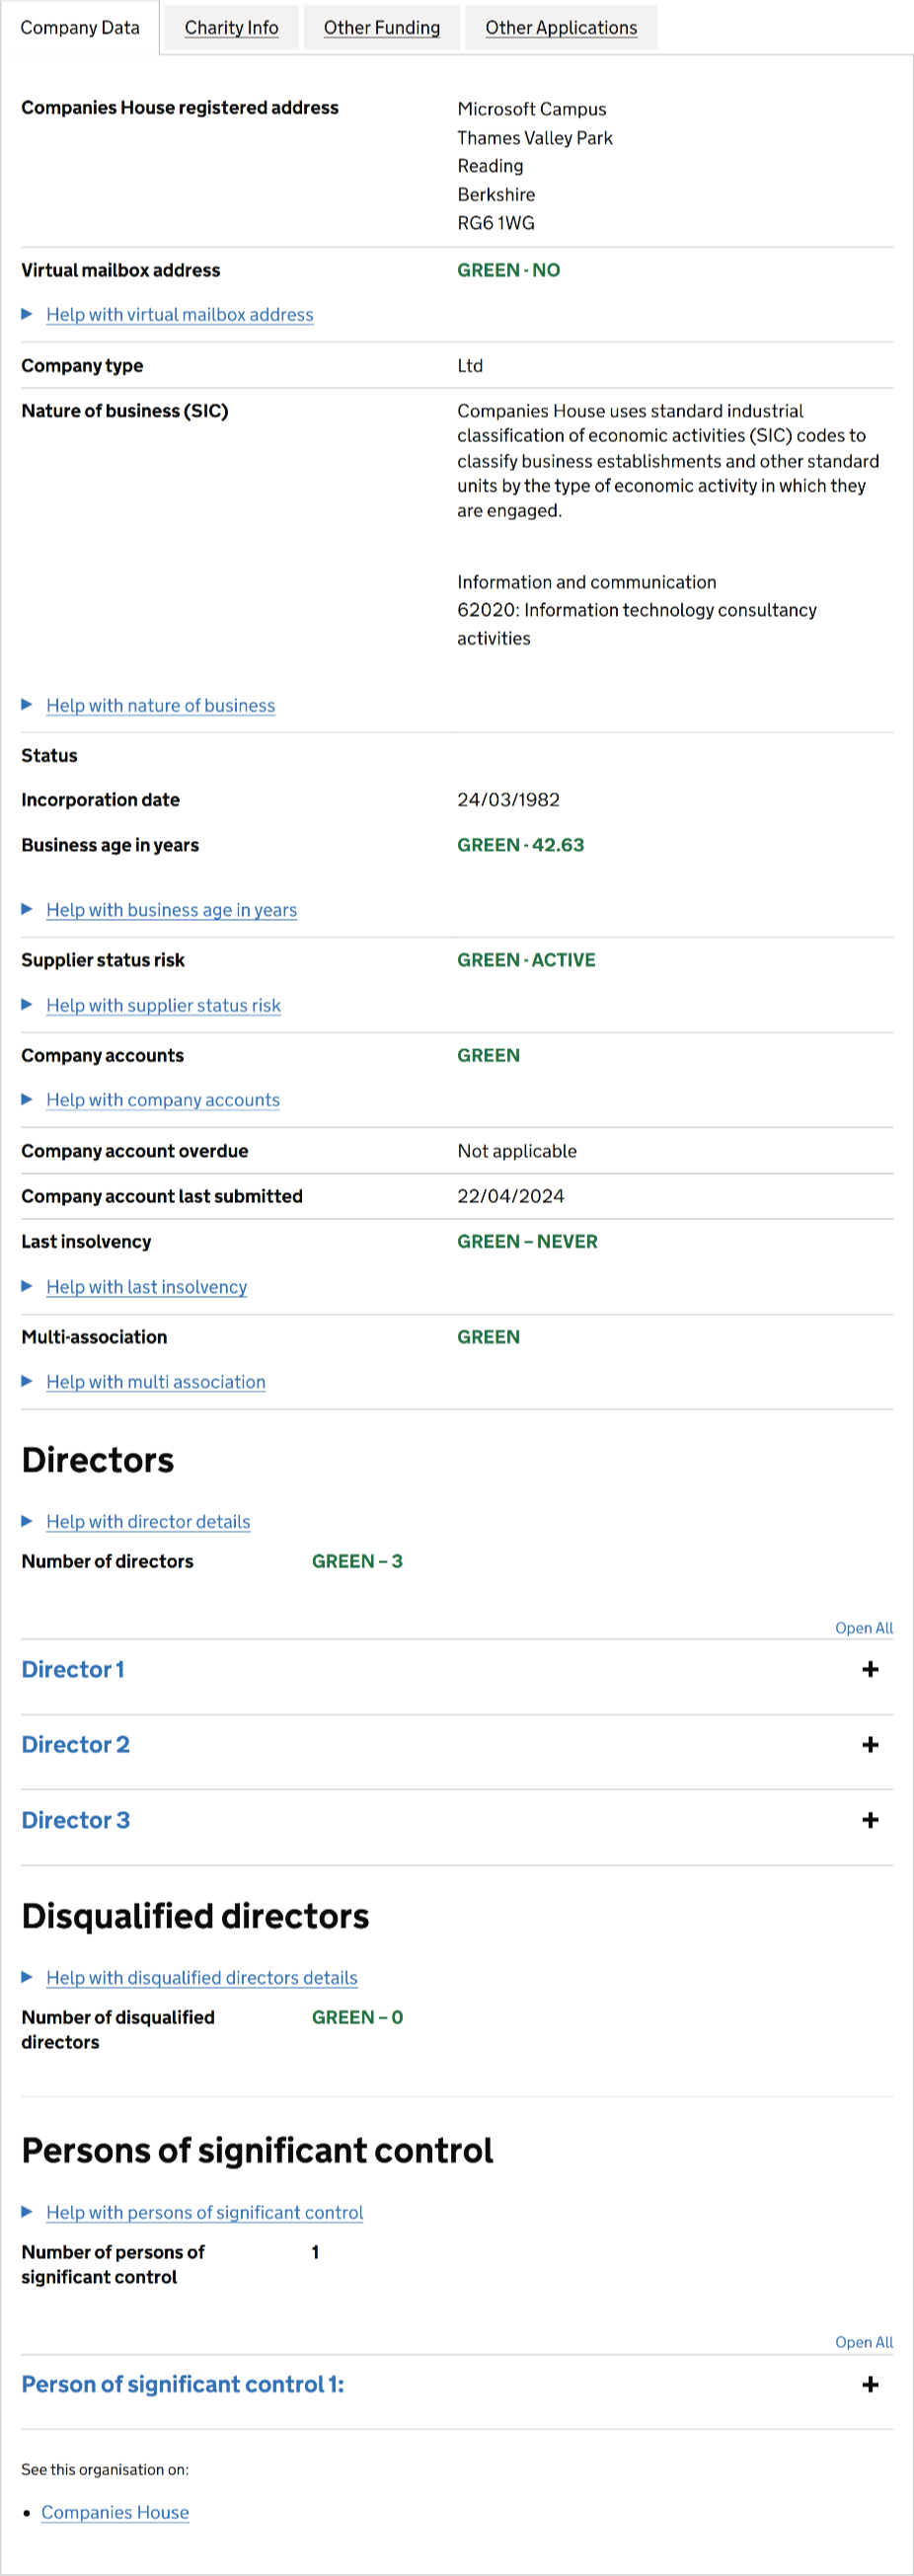 Company Data
Charity Info
Other Funding
Other Applications
Companies House registered address
Microsoft Campus
Thames Valley Park
Reading
Berkshire
RG6 1WG
Virtual mailbox address
GREEN - NO
Help with virtual mailbox address
Company type
Ltd
Nature of business (SIC)
Companies House uses standard industrial
classification of economic activities (SIC) codes to
classify business establishments and other standard
units by the type of economic activity in which they
are engaged.
Information and communication
62020: Information technology consultancy
activities
Help with nature of business
Status
Incorporation date
24/03/1982
Business age in years
GREEN - 42.63
Help with business age in years
Supplier status risk
GREEN - ACTIVE
Help with supplier status risk
Company accounts
GREEN
Help with company accounts
Company account overdue
Not applicable
Company account last submitted
22/04/2024
Last insolvency
GREEN – NEVER
Help with last insolvency
Multi-association
GREEN
Help with multi association
Directors
Help with director details
Number of directors
GREEN – 3
Open All
Director 1
+
Director 2
+
Director 3
+
Disqualified directors
Help with disqualified directors details
Number of disqualified
directors
GREEN – 0
Persons of significant control
Help with persons of significant control
Number of persons of
significant control
1
Open All
Person of significant control 1:
+
See this organisation on:
• Companies House